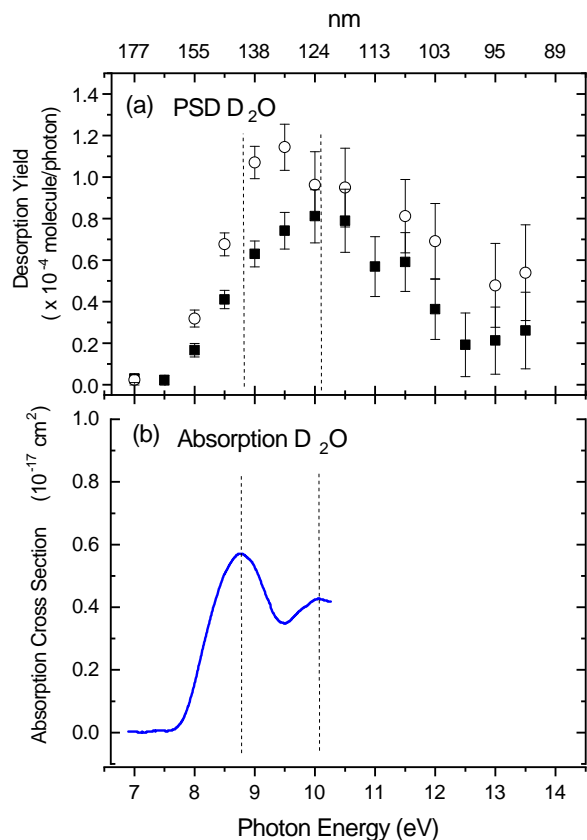 nm
177 155 138 124 113 103 95 89
(a) PSD D2O
1.4
1.2
1.0
0.8
0.6
0.4
0.2
0.0
Desorption Yield
( x 10-4 molecule/photon)
(b) Absorption D2O
1.0
0.8
0.6
0.4
0.2
0.0
Absorption Cross Section (10-17 cm2)
7 8 9 10 11 12 13 14
Photon Energy (eV)